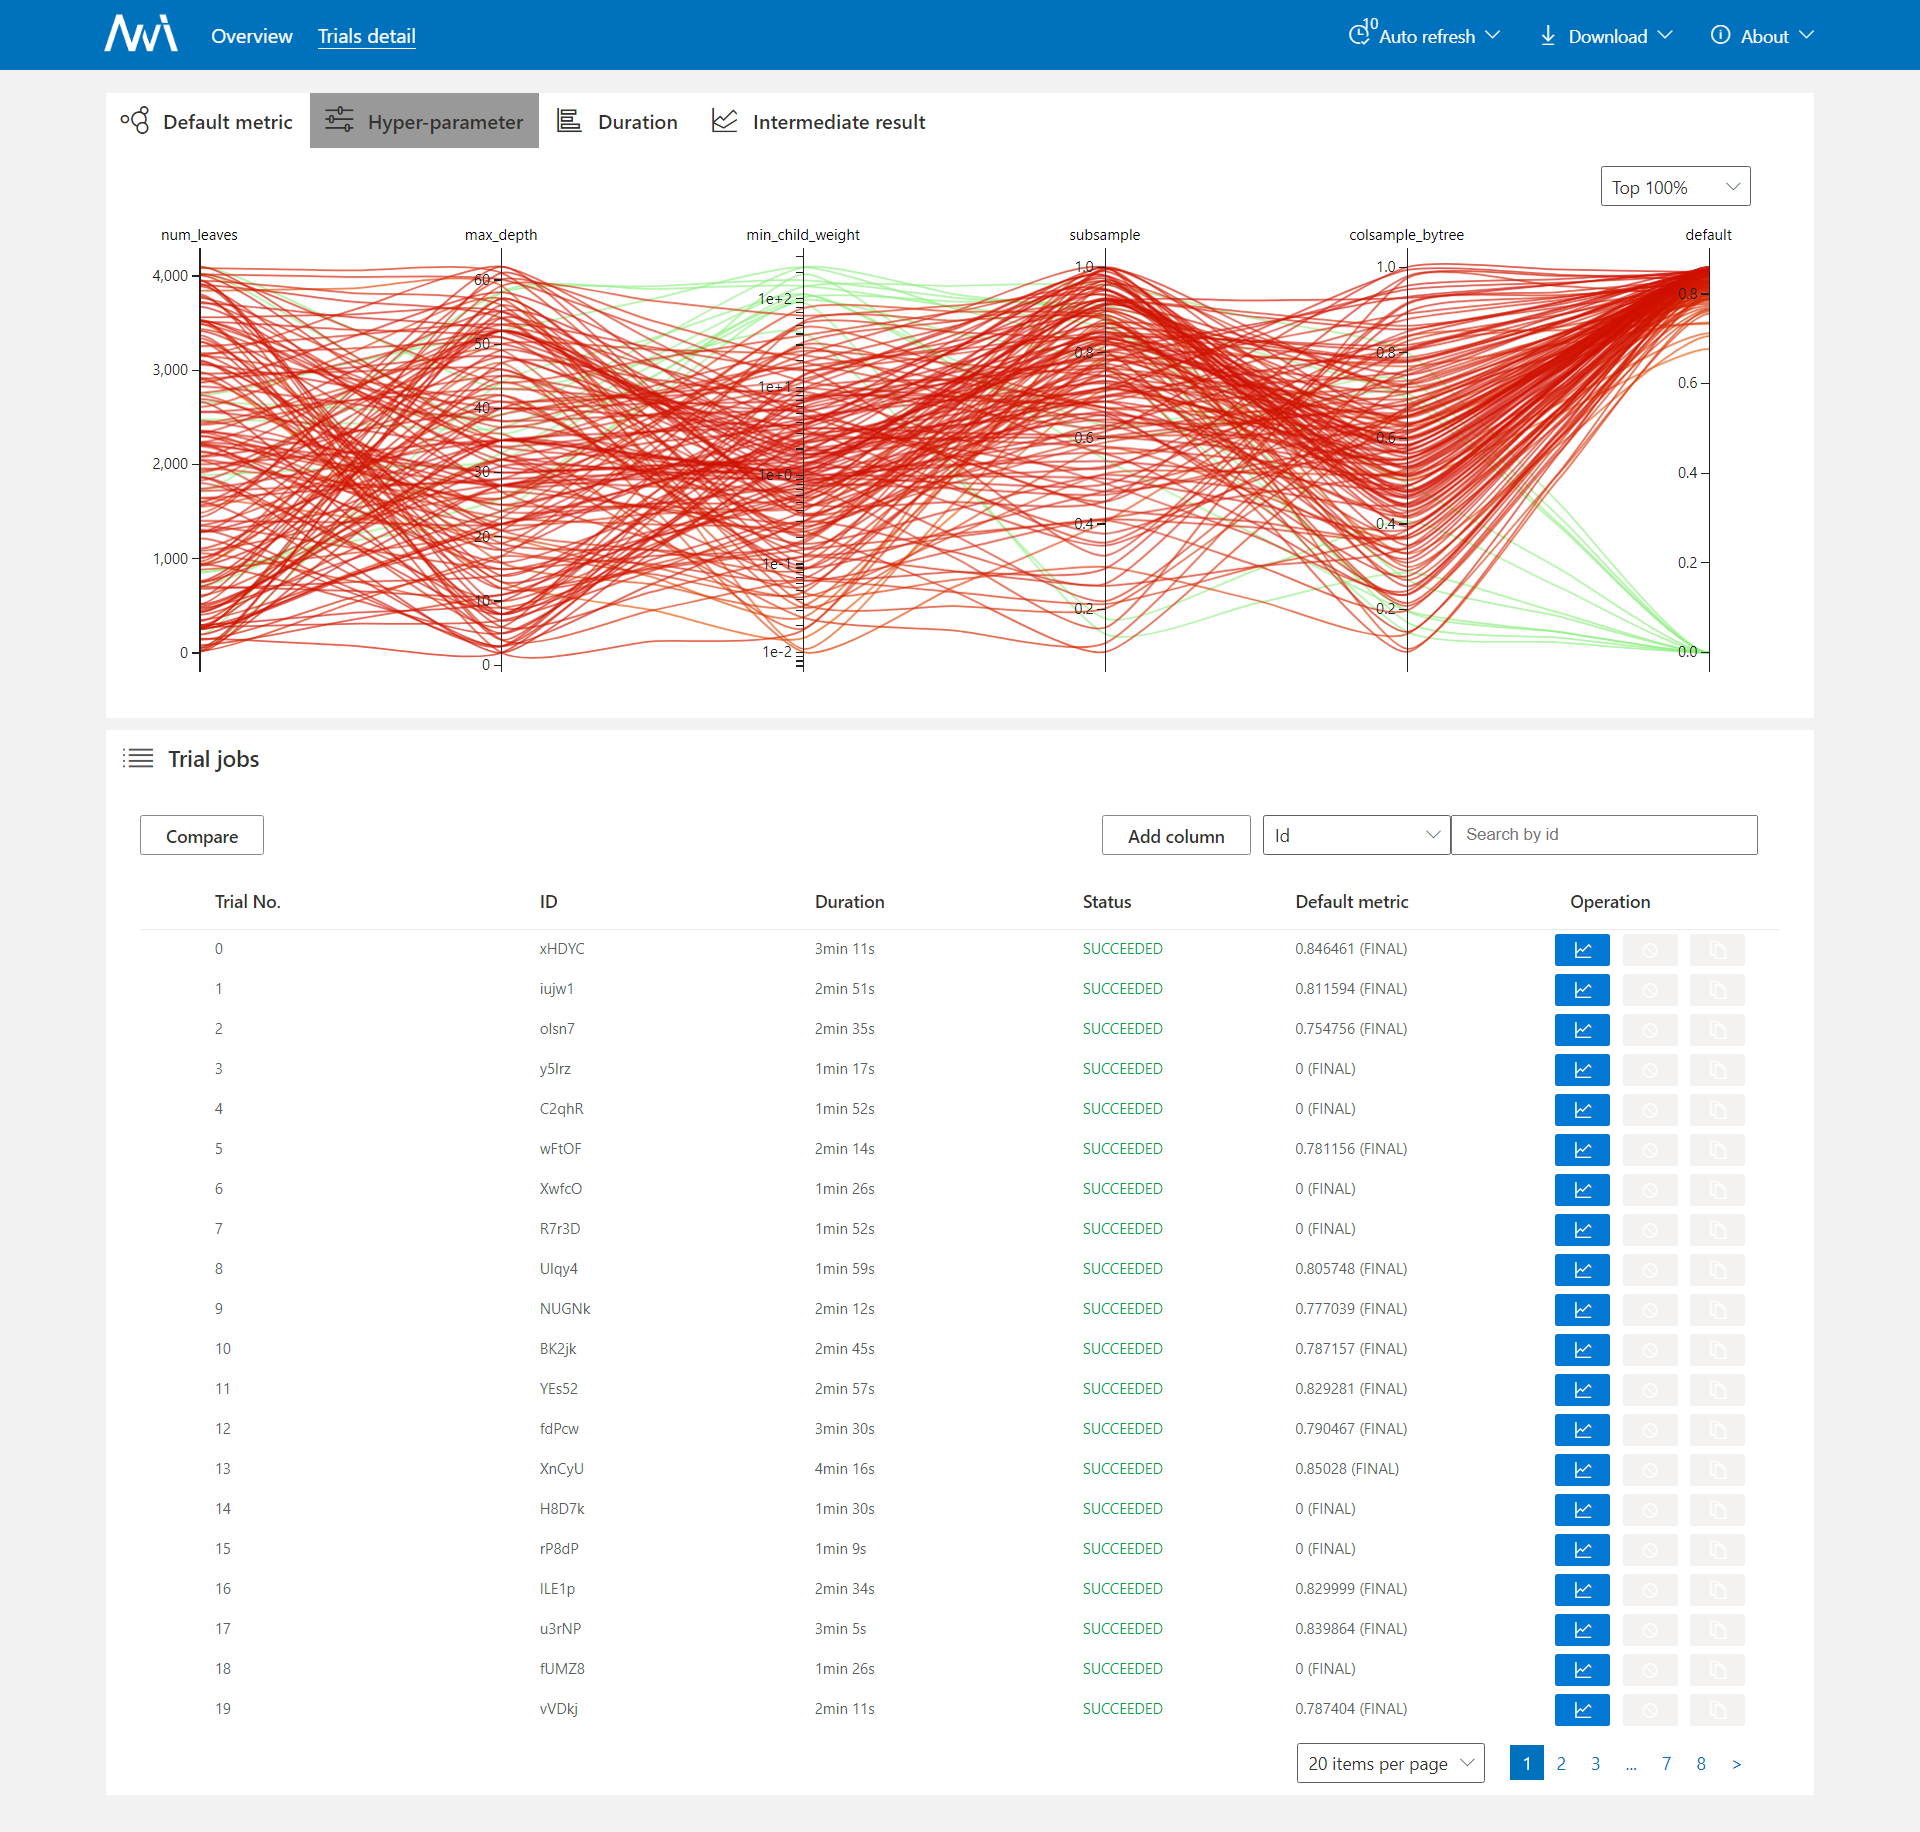 Overview Trials detail 10 Auto refresh Download About
Default metric Hyper-parameter Duration Intermediate result
Top 100%
num_leaves max_depth min_child_weight subsample colsample_bytree default
4,000
3,000
2,000
1,000
0
60
50
40
30
20
10
0
1e+2
1e+1
1e+0
1e-1
1e-2
1.0
0.8
0.6
0.4
0.2
1.0
0.8
0.6
0.4
0.2
0.8
0.6
0.4
0.2
0.0
Trial jobs
Compare Add column Id Search by id
Trial No. ID Duration Status Default metric Operation
0 xHDYC 3min 11s SUCCEEDED 0.846461 (FINAL)
1 iujw1 2min 51s SUCCEEDED 0.811594 (FINAL)
2 olsn7 2min 35s SUCCEEDED 0.754756 (FINAL)
3 y5Irz 1min 17s SUCCEEDED 0 (FINAL)
4 C2qhR 1min 52s SUCCEEDED 0 (FINAL)
5 wFtOF 2min 14s SUCCEEDED 0.781156 (FINAL)
6 XwfcO 1min 26s SUCCEEDED 0 (FINAL)
7 R7r3D 1min 52s SUCCEEDED 0 (FINAL)
8 UIqy4 1min 59s SUCCEEDED 0.805748 (FINAL)
9 NUGNk 2min 12s SUCCEEDED 0.777039 (FINAL)
10 BK2jk 2min 45s SUCCEEDED 0.787157 (FINAL)
11 YEs52 2min 57s SUCCEEDED 0.829281 (FINAL)
12 fdPcw 3min 30s SUCCEEDED 0.790467 (FINAL)
13 XnCyU 4min 16s SUCCEEDED 0.85028 (FINAL)
14 H8D7k 1min 30s SUCCEEDED 0 (FINAL)
15 rP8dP 1min 9s SUCCEEDED 0 (FINAL)
16 ILE1p 2min 34s SUCCEEDED 0.829999 (FINAL)
17 u3rNP 3min 5s SUCCEEDED 0.839864 (FINAL)
18 fUMZ8 1min 26s SUCCEEDED 0 (FINAL)
19 vVDkj 2min 11s SUCCEEDED 0.787404 (FINAL)
20 items per page 1 2 3 ... 7 8 >